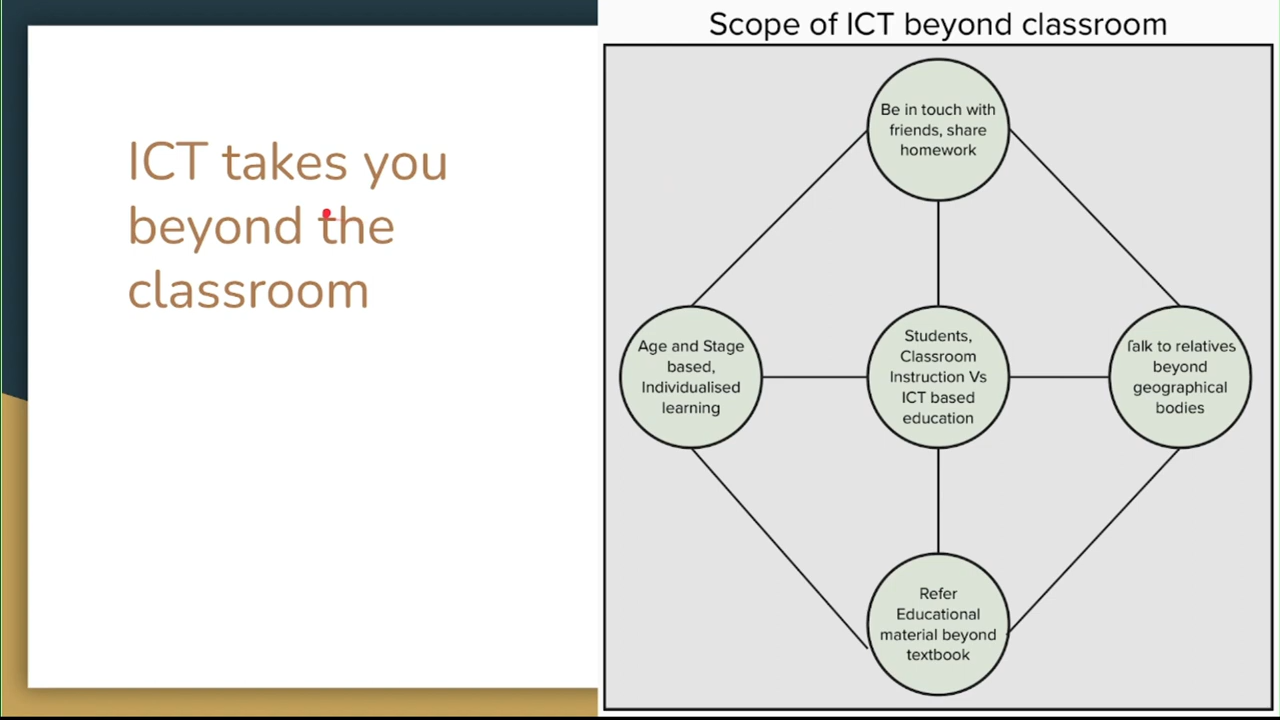 ICT takes you
beyond the
classroom
Scope of ICT beyond classroom
Be in touch with
friends, share
homework
Age and Stage
based,
Individualised
learning
Students,
Classroom
Instruction Vs
ICT based
education
Talk to relatives
beyond
geographical
bodies
Refer
Educational
material beyond
textbook